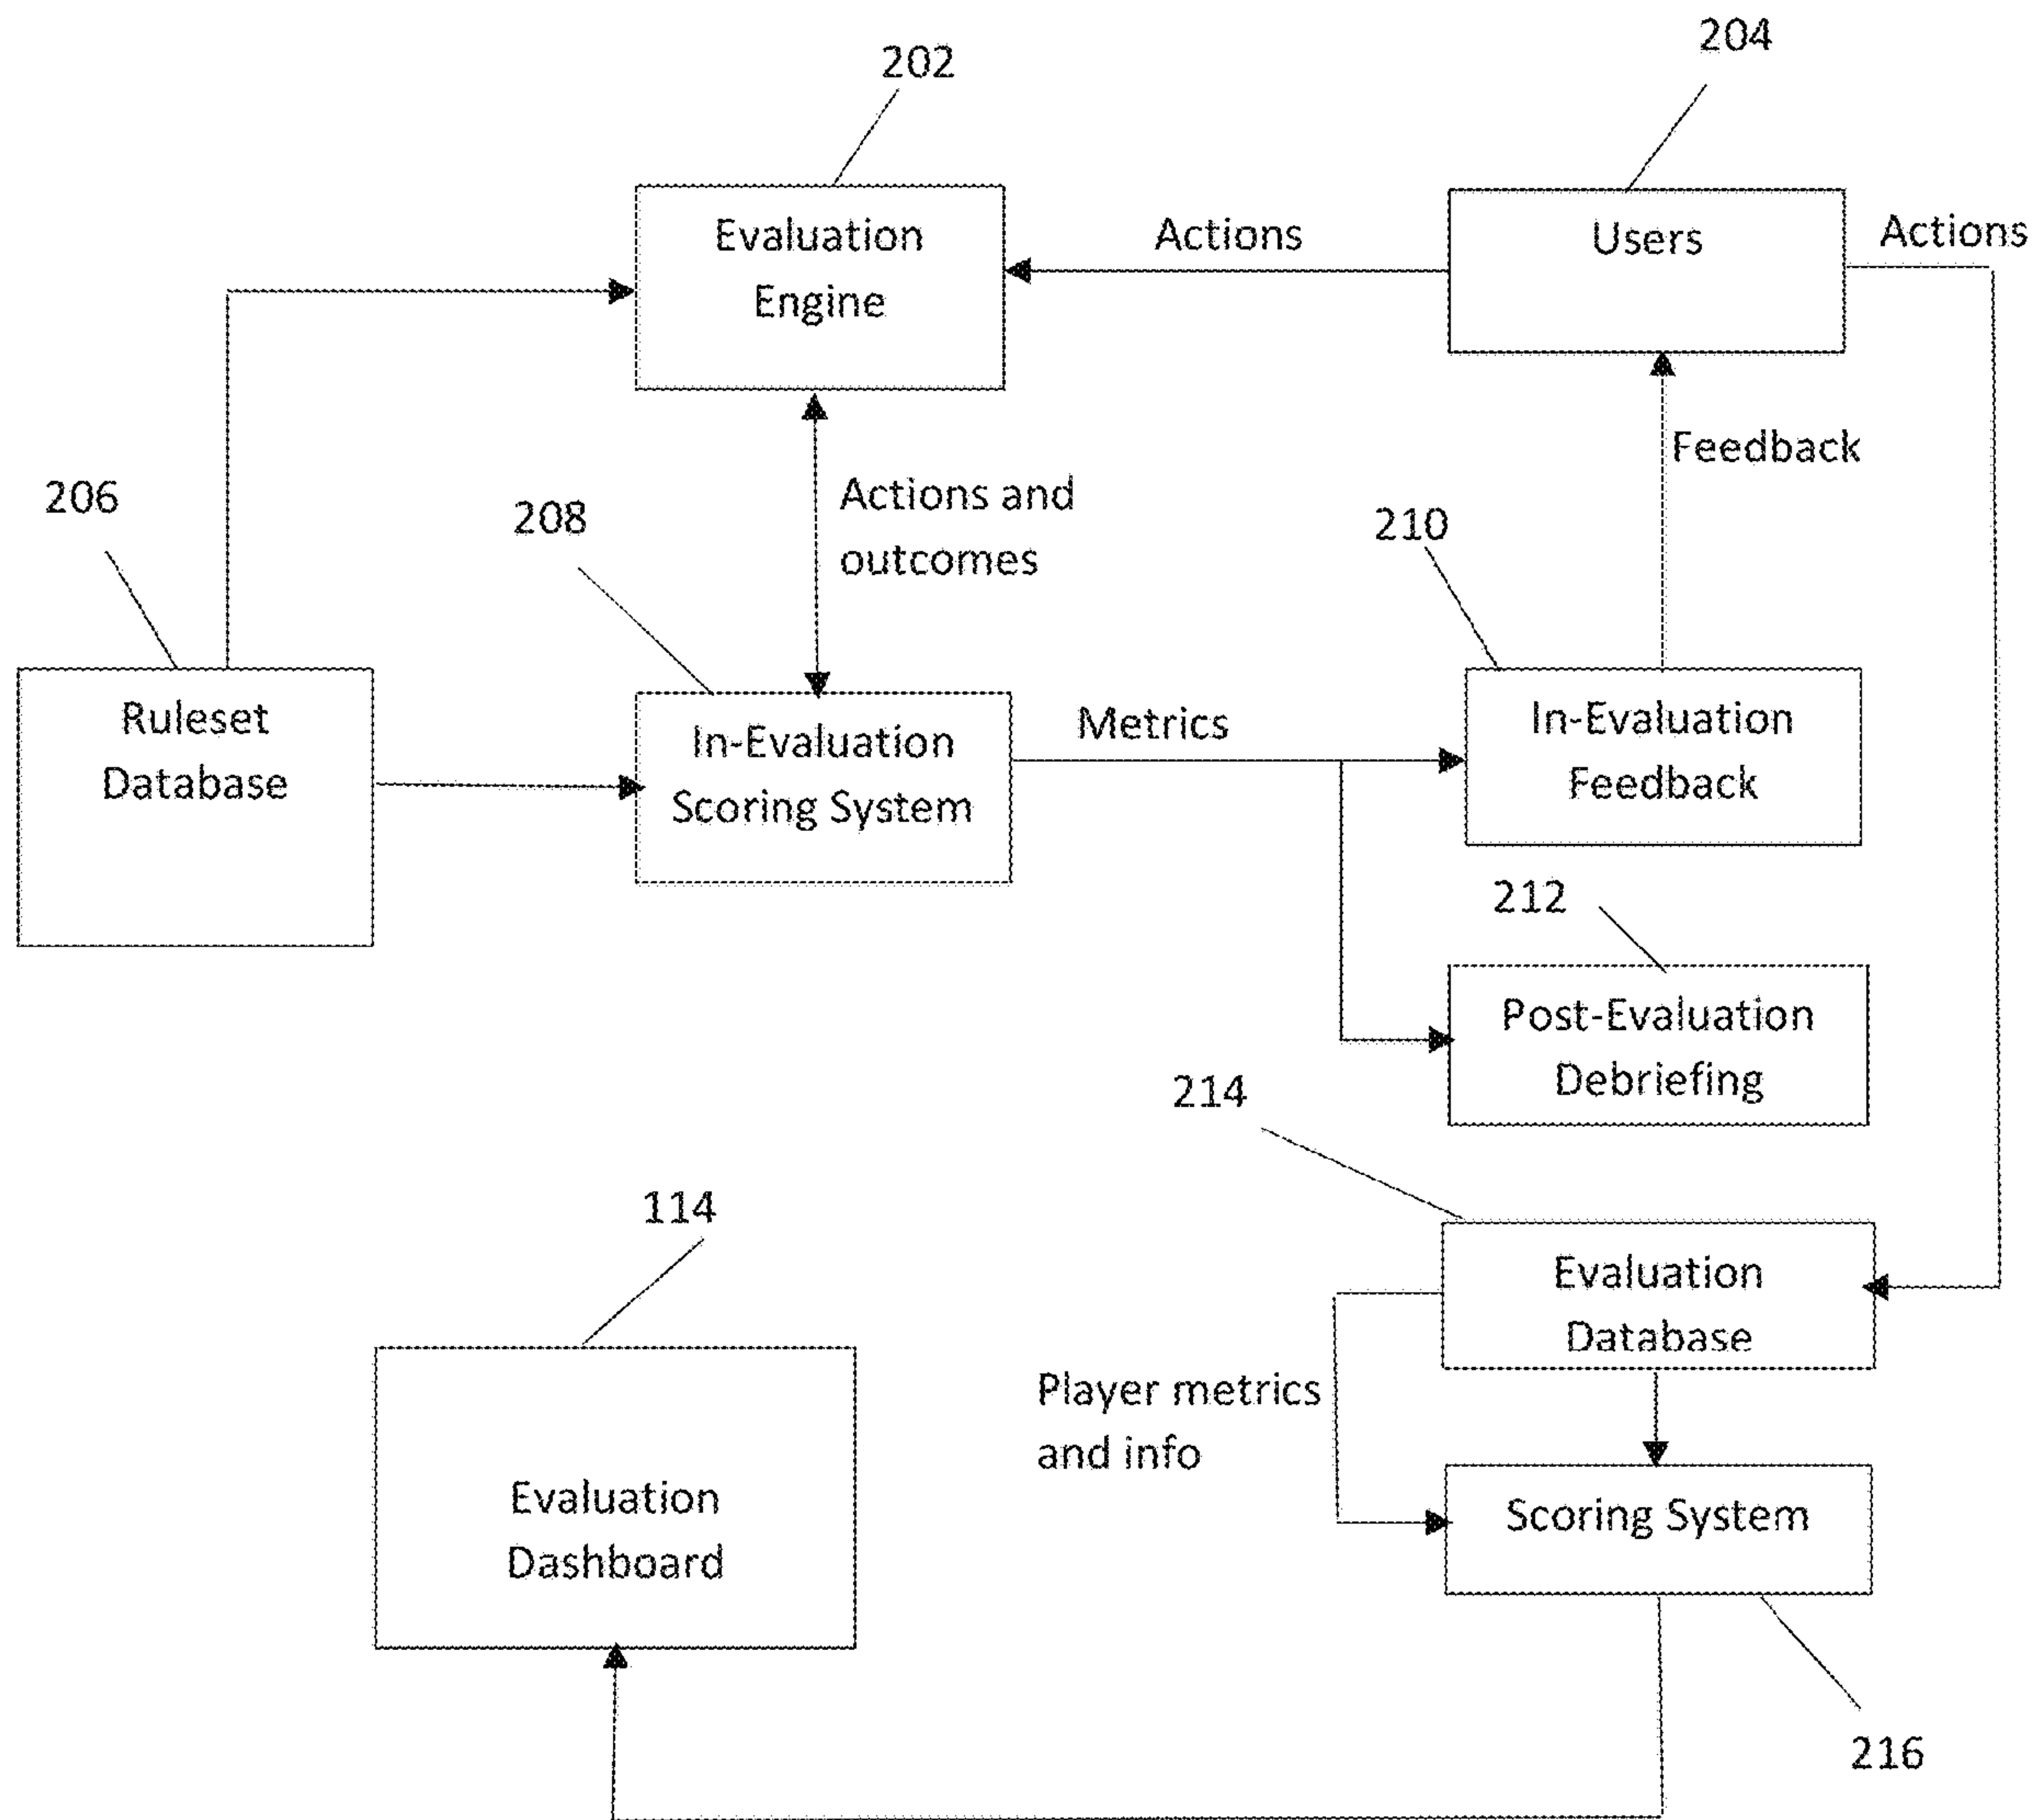 202
204
Evaluation
Engine
Actions
Users
Actions
Feedback
206
208
Actions and
outcomes
210
Ruleset
Database
In-Evaluation
Scoring System
Metrics
In-Evaluation
Feedback
212
Post-Evaluation
Debriefing
214
114
Evaluation
Database
Player metrics
and info
Evaluation
Dashboard
Scoring System
216